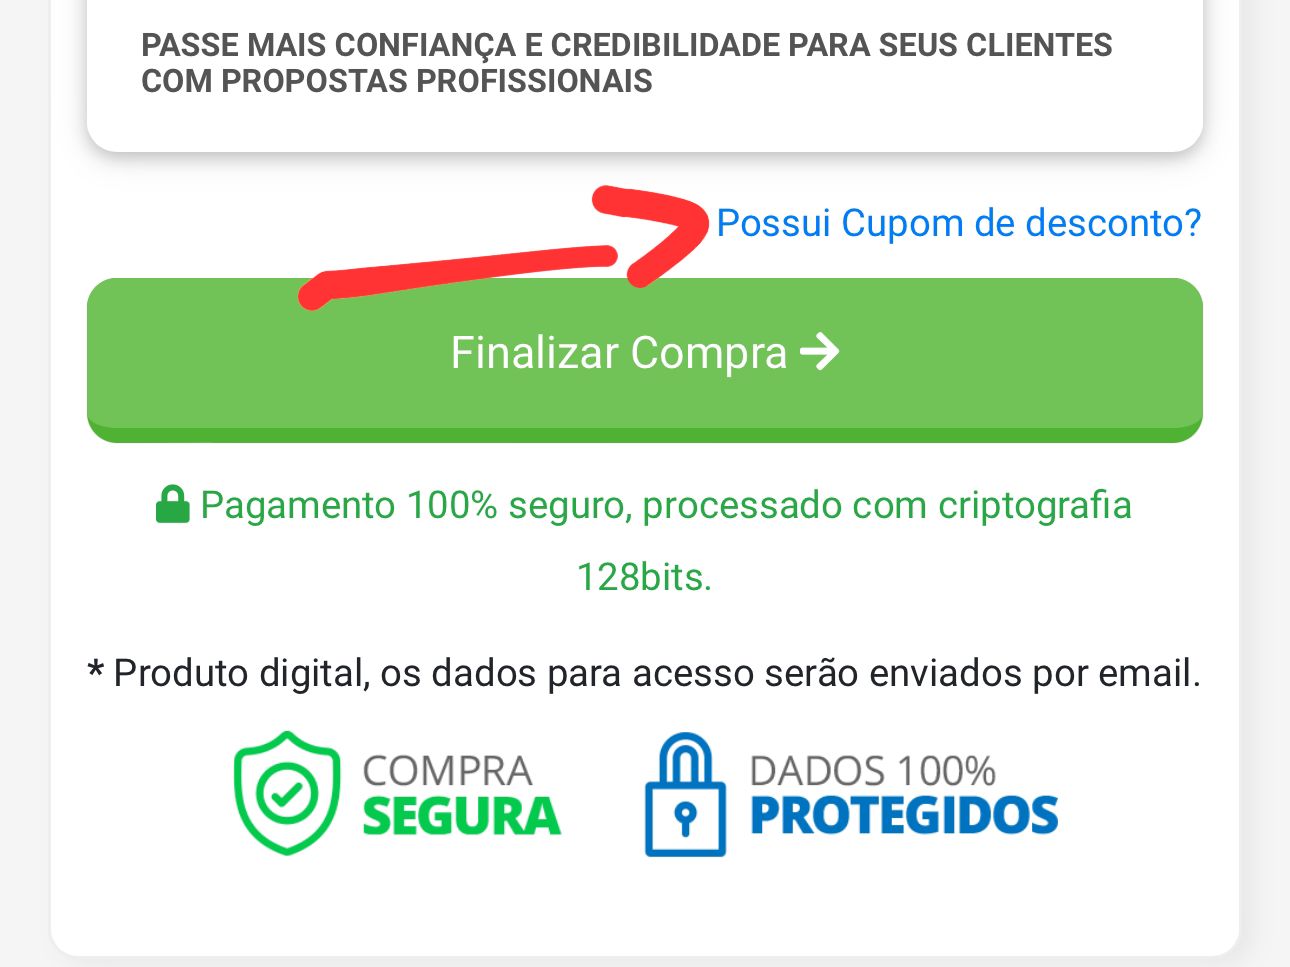 PASSE MAIS CONFIANÇA E CREDIBILIDADE PARA SEUS CLIENTES
COM PROPOSTAS PROFISSIONAIS
Possui Cupom de desconto?
Finalizar Compra
Pagamento 100% seguro, processado com criptografia
128bits.
* Produto digital, os dados para acesso serão enviados por email.
COMPRA
SEGURA
DADOS 100%
PROTEGIDOS